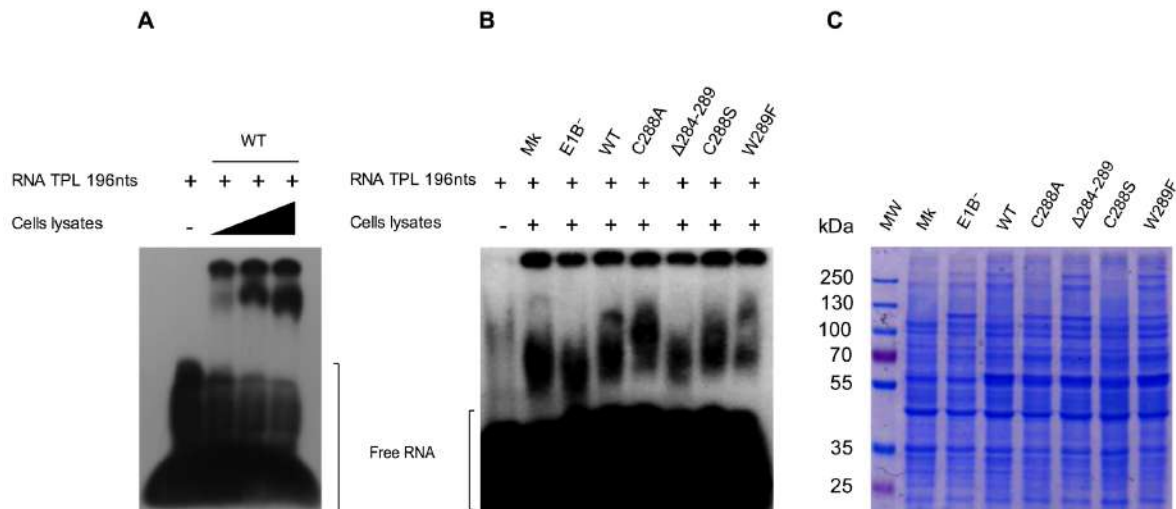 A
WT
RNA TPL 196nts + + + +
Cells lysates -
B
Mk E1B⁻ WT C288A Δ284-289 C288S W289F
RNA TPL 196nts + + + + + + + +
Cells lysates - + + + + + + +
Free RNA
C
MW Mk E1B⁻ WT C288A Δ284-289 C288S W289F
kDa
250
130
100
70
55
35
25